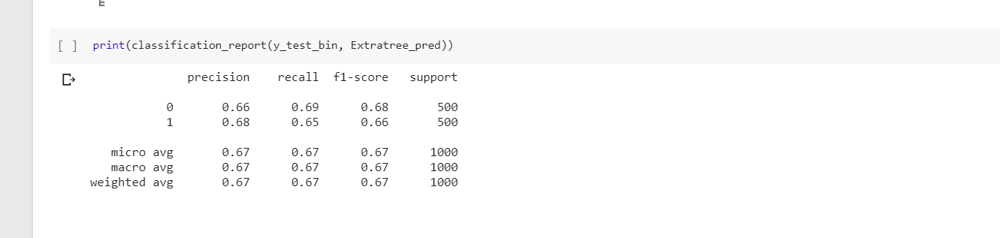 [ ] print(classification_report(y_test_bin, Extratree_pred))
precision recall f1-score support
0 0.66 0.69 0.68 500
1 0.68 0.65 0.66 500
micro avg 0.67 0.67 0.67 1000
macro avg 0.67 0.67 0.67 1000
weighted avg 0.67 0.67 0.67 1000